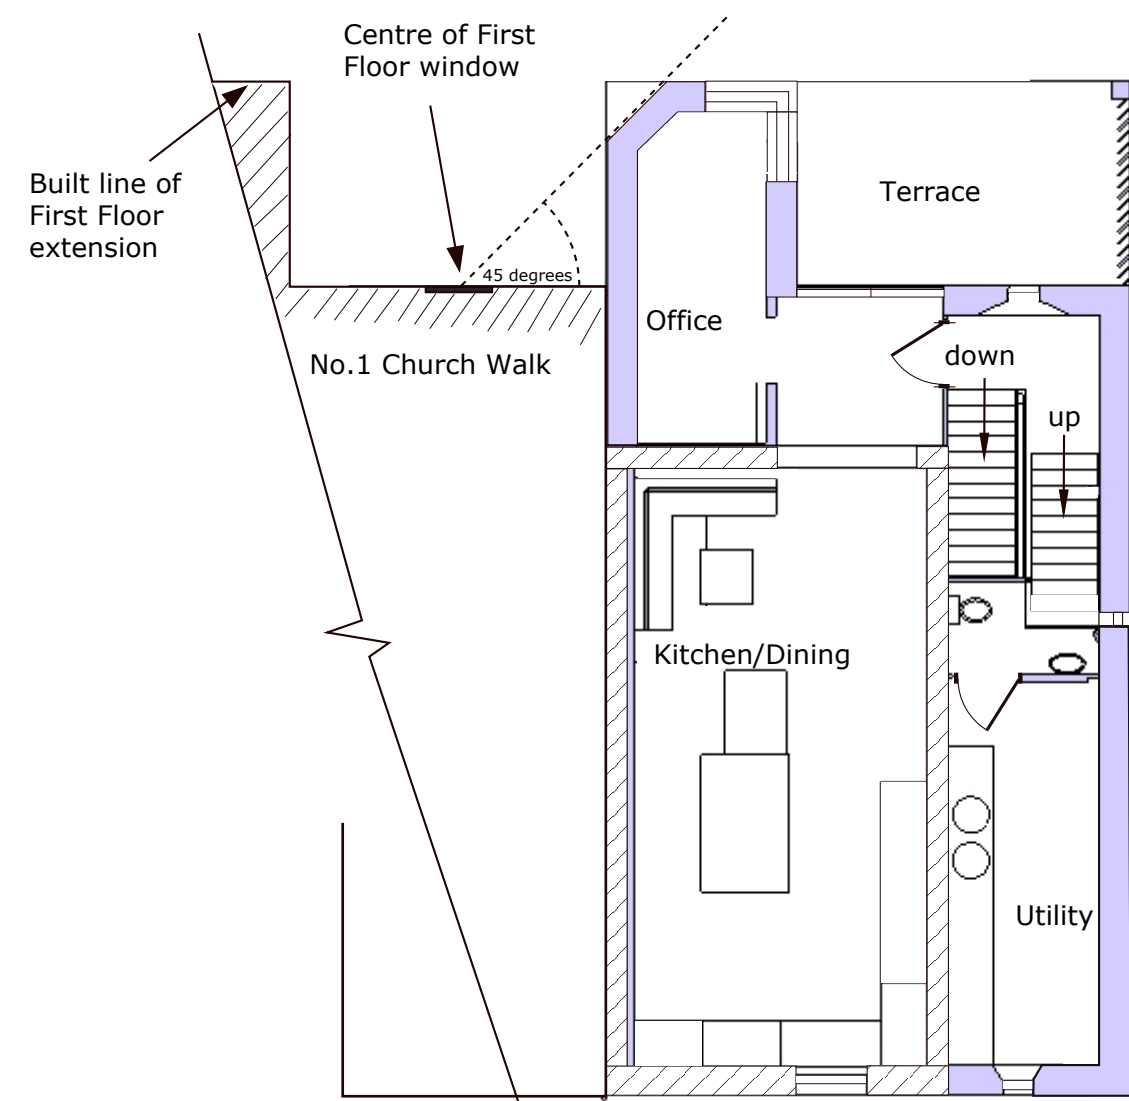 Centre of First
Floor window
Built line of
First Floor
extension
Terrace
45 degrees
Office
No.1 Church Walk
down
up
Kitchen/Dining
Utility